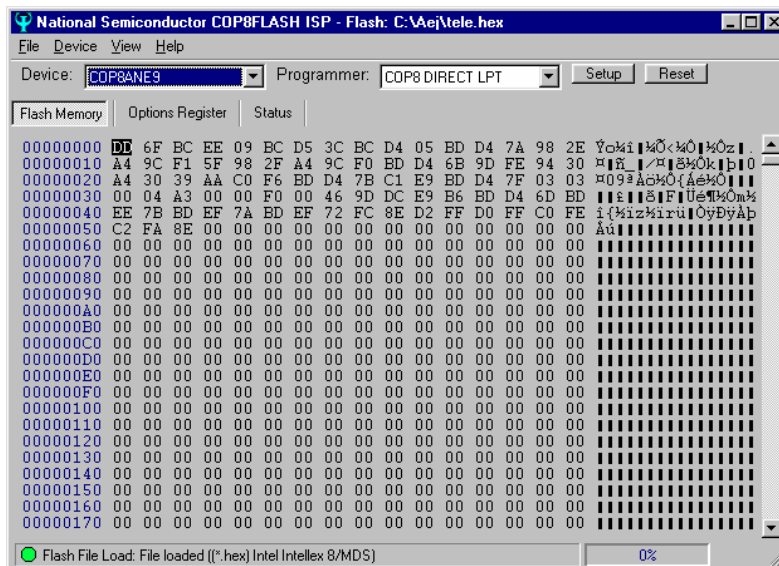 National Semiconductor COP8FLASH ISP - Flash: C:\Aej\tele.hex
File Device View Help
Device: COP8ANE9 Programmer: COP8 DIRECT LPT Setup Reset
Flash Memory Options Register Status
00000000 DD 6F BC EE 09 BC D5 3C BC D4 05 BD D4 7A 98 2E
00000010 A4 9C F1 5F 98 2F A4 9C F0 BD D4 6B 9D FE 94 30
00000020 A4 30 39 AA C0 F6 BD D4 7B C1 E9 BD D4 7F 03 03
00000030 00 04 A3 00 00 F0 00 46 9D DC E9 B6 BD D4 6D BD
00000040 EE 7B BD EF 7A BD EF 72 FC 8E D2 FF D0 FF C0 FE
00000050 C2 FA 8E 00 00 00 00 00 00 00 00 00 00 00 00 00
00000060 00 00 00 00 00 00 00 00 00 00 00 00 00 00 00 00
00000070 00 00 00 00 00 00 00 00 00 00 00 00 00 00 00 00
00000080 00 00 00 00 00 00 00 00 00 00 00 00 00 00 00 00
00000090 00 00 00 00 00 00 00 00 00 00 00 00 00 00 00 00
000000A0 00 00 00 00 00 00 00 00 00 00 00 00 00 00 00 00
000000B0 00 00 00 00 00 00 00 00 00 00 00 00 00 00 00 00
000000C0 00 00 00 00 00 00 00 00 00 00 00 00 00 00 00 00
000000D0 00 00 00 00 00 00 00 00 00 00 00 00 00 00 00 00
000000E0 00 00 00 00 00 00 00 00 00 00 00 00 00 00 00 00
000000F0 00 00 00 00 00 00 00 00 00 00 00 00 00 00 00 00
00000100 00 00 00 00 00 00 00 00 00 00 00 00 00 00 00 00
00000110 00 00 00 00 00 00 00 00 00 00 00 00 00 00 00 00
00000120 00 00 00 00 00 00 00 00 00 00 00 00 00 00 00 00
00000130 00 00 00 00 00 00 00 00 00 00 00 00 00 00 00 00
00000140 00 00 00 00 00 00 00 00 00 00 00 00 00 00 00 00
00000150 00 00 00 00 00 00 00 00 00 00 00 00 00 00 00 00
00000160 00 00 00 00 00 00 00 00 00 00 00 00 00 00 00 00
00000170 00 00 00 00 00 00 00 00 00 00 00 00 00 00 00 00
Flash File Load: File loaded ((*.hex) Intel Intellex 8/MDS) 0%